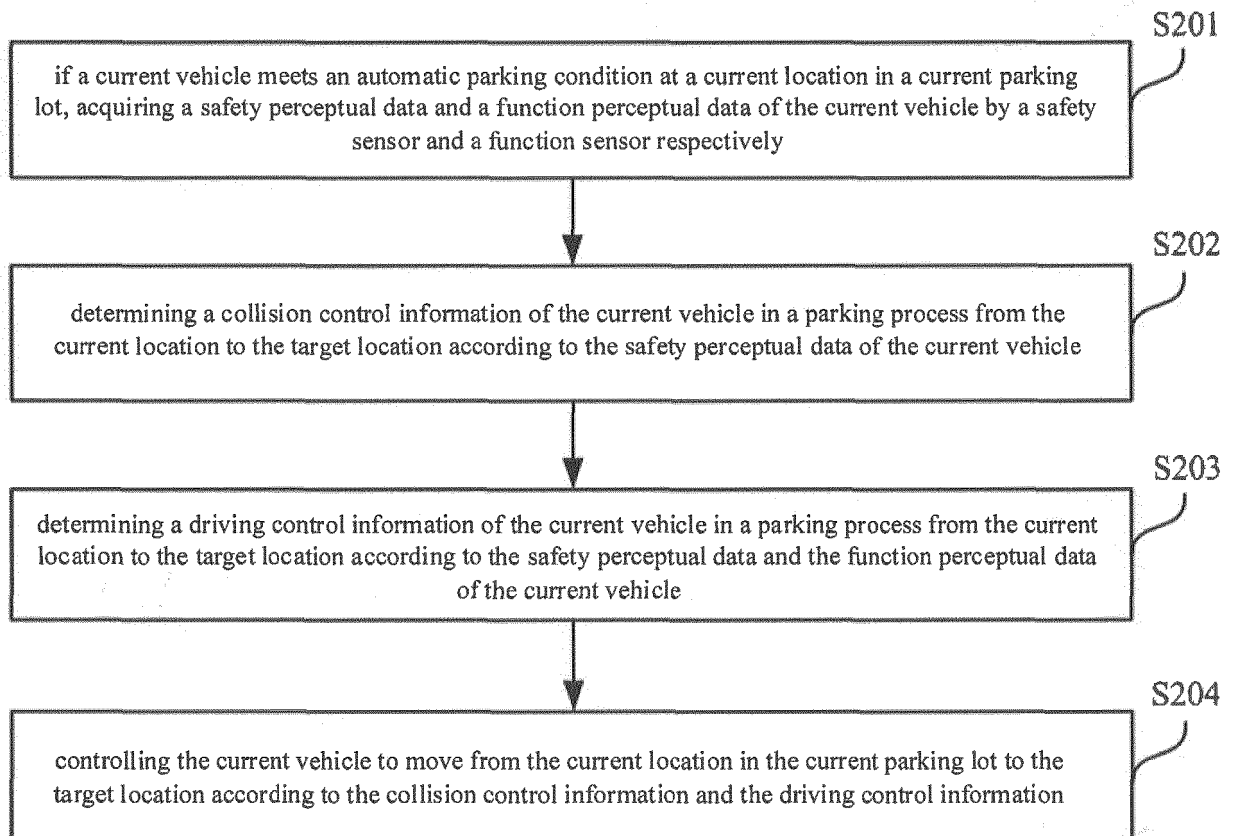 S201
if a current vehicle meets an automatic parking condition at a current location in a current parking
lot, acquiring a safety perceptual data and a function perceptual data of the current vehicle by a safety
sensor and a function sensor respectively
S202
determining a collision control information of the current vehicle in a parking process from the
current location to the target location according to the safety perceptual data of the current vehicle
S203
determining a driving control information of the current vehicle in a parking process from the current
location to the target location according to the safety perceptual data and the function perceptual data
of the current vehicle
S204
controlling the current vehicle to move from the current location in the current parking lot to the
target location according to the collision control information and the driving control information